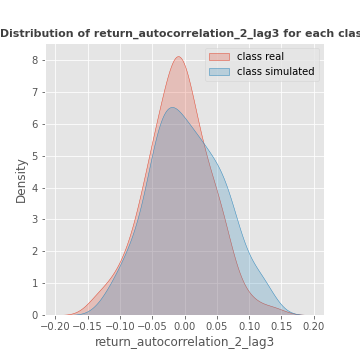 Distribution of return_autocorrelation_2_lag3 for each clas
class real
class simulated
8
7
6
5
4
3
2
1
0
Density
−0.20 −0.15 −0.10 −0.05 0.00 0.05 0.10 0.15 0.20
return_autocorrelation_2_lag3